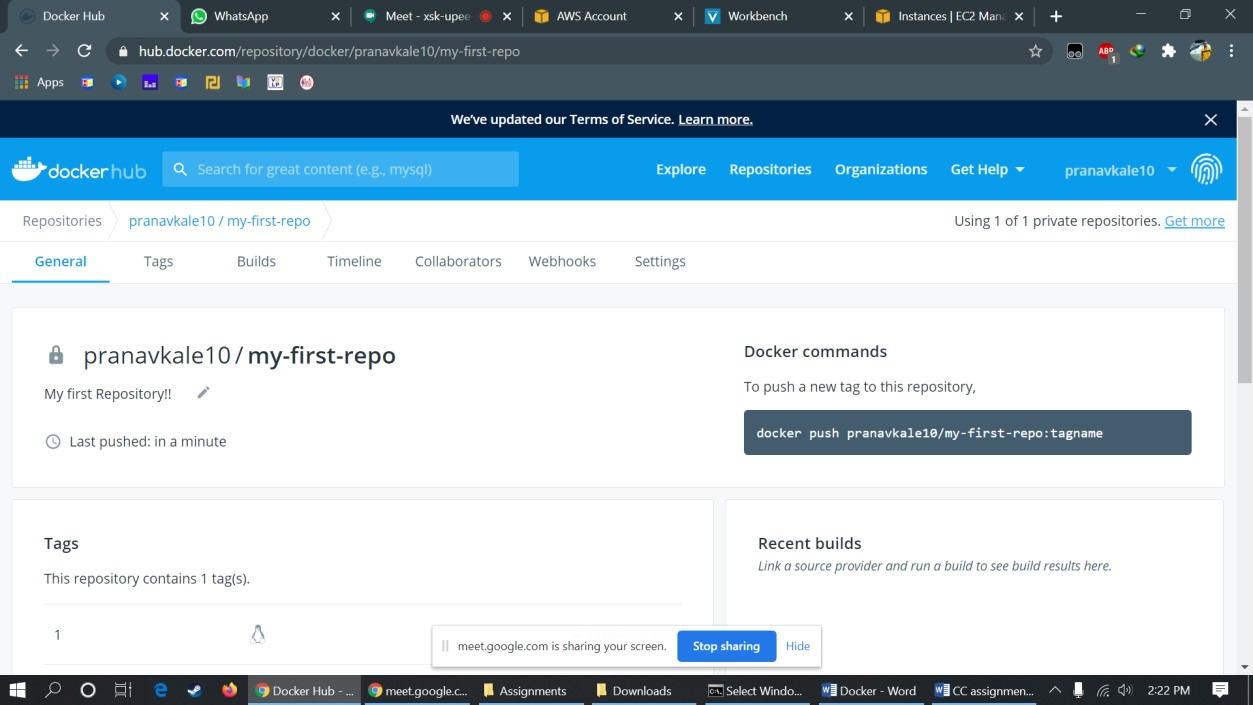 Docker Hub
WhatsApp
Meet - xsk-upee
AWS Account
Workbench
Instances | EC2 Mana
hub.docker.com/repository/docker/pranavkale10/my-first-repo
ABP
1
Apps
We've updated our Terms of Service. Learn more.
docker hub
Search for great content (e.g., mysql)
Explore
Repositories
Organizations
Get Help
pranavkale10
Repositories
pranavkale10 / my-first-repo
Using 1 of 1 private repositories. Get more
General
Tags
Builds
Timeline
Collaborators
Webhooks
Settings
pranavkale10 / my-first-repo
My first Repository!!
Last pushed: in a minute
Docker commands
To push a new tag to this repository,
docker push pranavkale10/my-first-repo:tagname
Tags
This repository contains 1 tag(s).
1
Recent builds
Link a source provider and run a build to see build results here.
meet.google.com is sharing your screen.
Stop sharing
Hide
Docker Hub - ...
meet.google.c...
Assignments
Downloads
Select Windo...
Docker - Word
CC assignmen...
2:22 PM